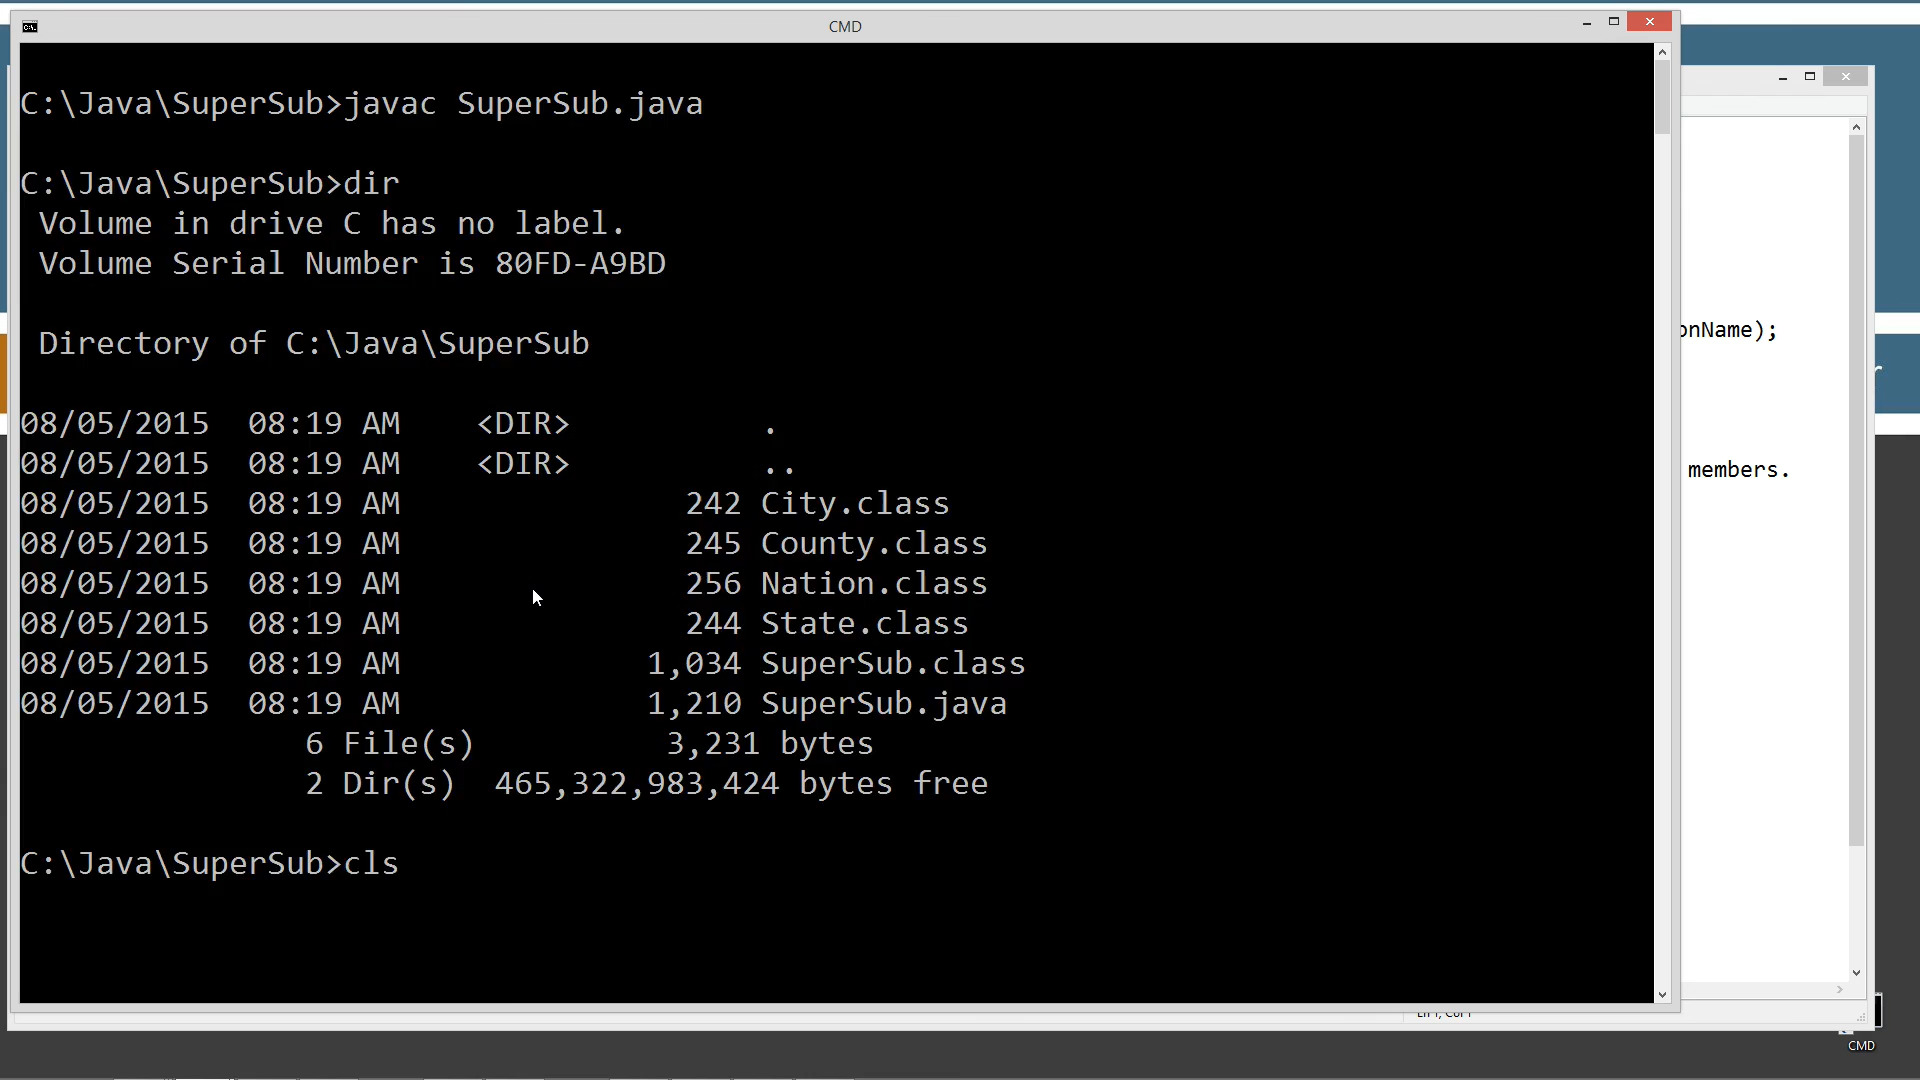 CMD
C:\Java\SuperSub>javac SuperSub.java
C:\Java\SuperSub>dir
Volume in drive C has no label.
Volume Serial Number is 80FD-A9BD
Directory of C:\Java\SuperSub
08/05/2015 08:19 AM <DIR> .
08/05/2015 08:19 AM <DIR> ..
08/05/2015 08:19 AM 242 City.class
08/05/2015 08:19 AM 245 County.class
08/05/2015 08:19 AM 256 Nation.class
08/05/2015 08:19 AM 244 State.class
08/05/2015 08:19 AM 1,034 SuperSub.class
08/05/2015 08:19 AM 1,210 SuperSub.java
6 File(s) 3,231 bytes
2 Dir(s) 465,322,983,424 bytes free
C:\Java\SuperSub>cls
onName);
members.
CMD